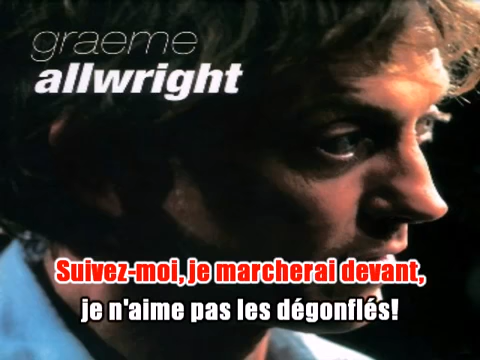 graeme
allwright
Suivez-moi, je marcherai devant,
je n'aime pas les dégonflés!